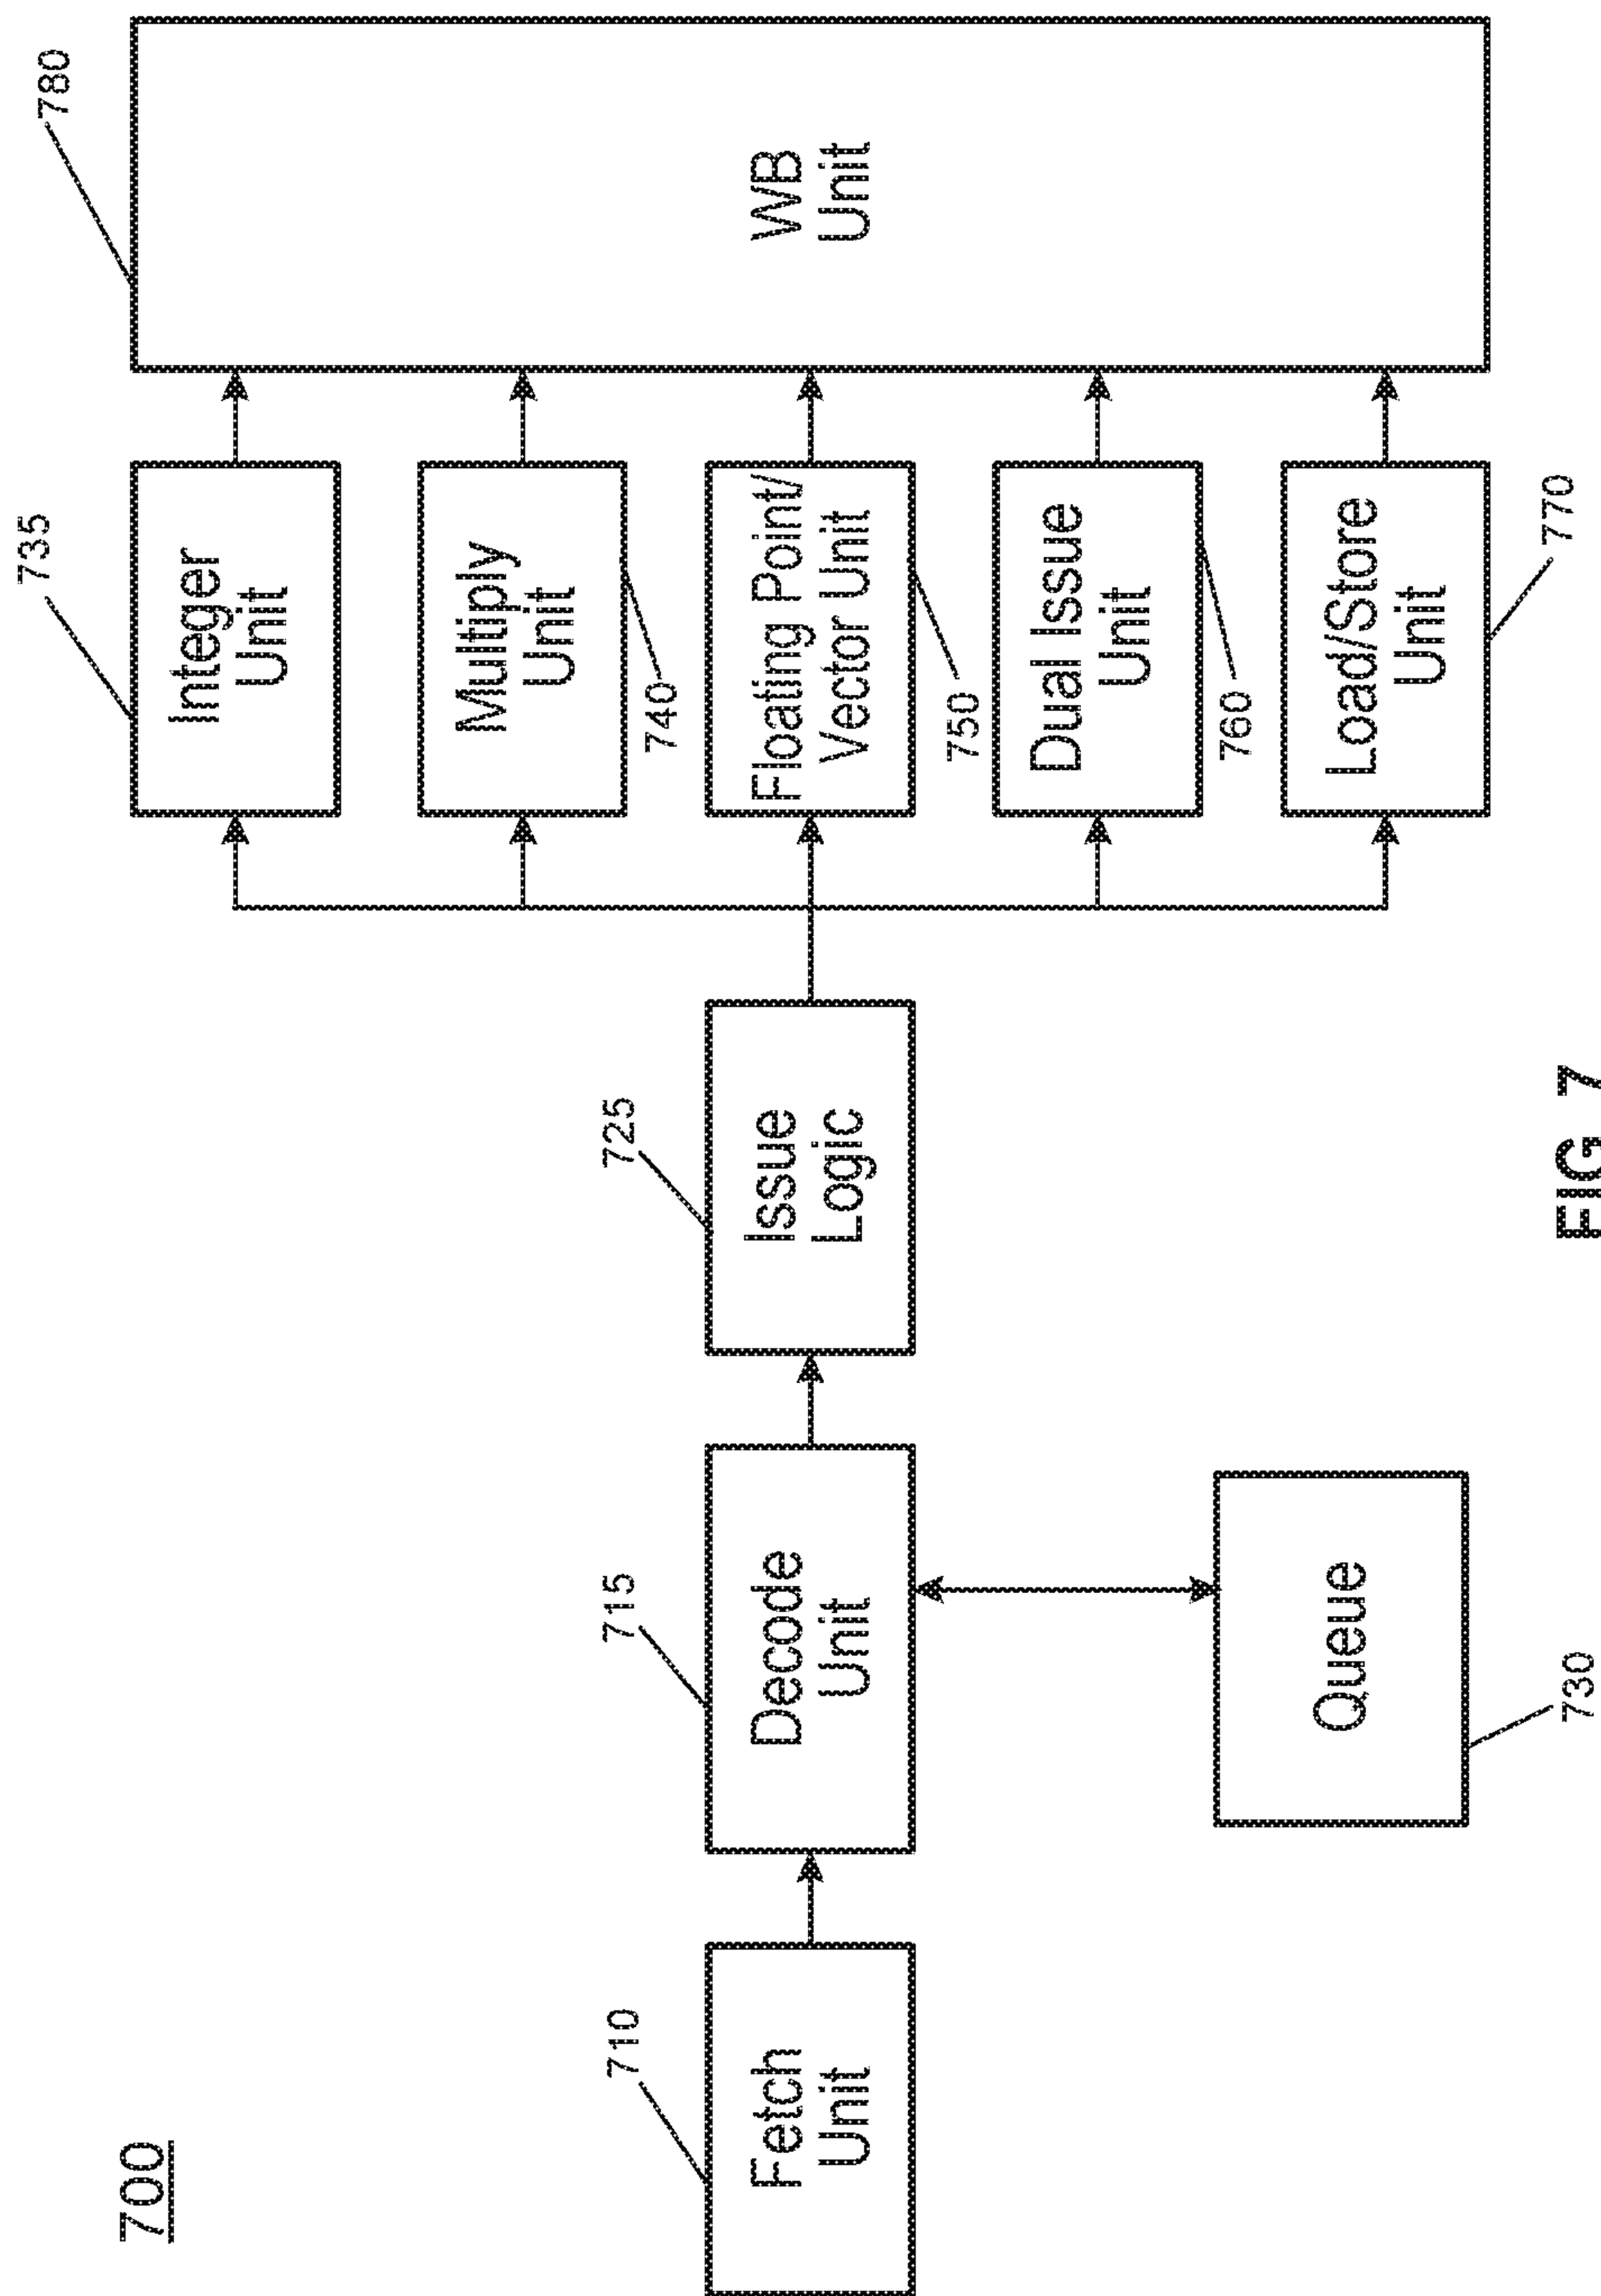 700
710
Fetch
Unit
715
Decode
Unit
Queue
730
725
Issue
Logic
735
Integer
Unit
Multiply
Unit
740
Floating Point/
Vector Unit
750
Dual Issue
Unit
760
Load/Store
Unit
770
780
WB
Unit
FIG 7